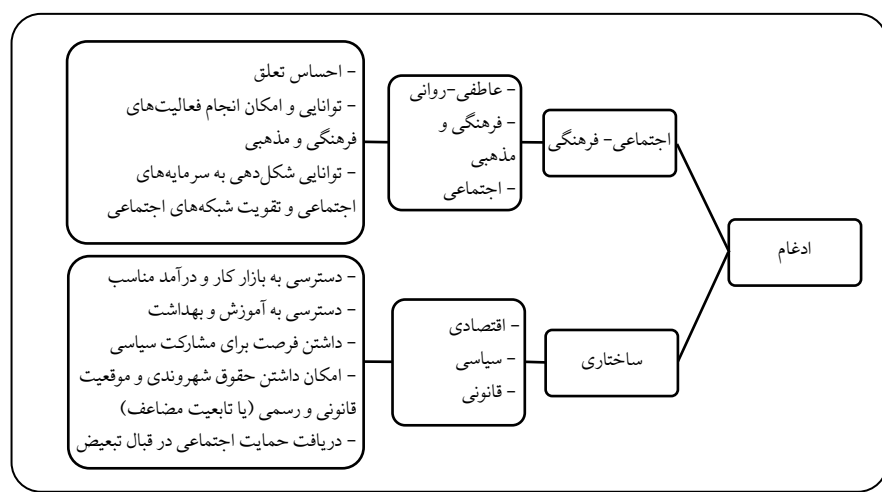 ادغام
اجتماعی- فرهنگی
- عاطفی-روانی
- فرهنگی و
مذهبی
- اجتماعی
- احساس تعلق
- توانایی و امکان انجام فعالیت‌های
فرهنگی و مذهبی
- توانایی شکل‌دهی به سرمایه‌های
اجتماعی و تقویت شبکه‌های اجتماعی
ساختاری
- اقتصادی
- سیاسی
- قانونی
- دسترسی به بازار کار و درآمد مناسب
- دسترسی به آموزش و بهداشت
- داشتن فرصت برای مشارکت سیاسی
- امکان داشتن حقوق شهروندی و موقعیت
قانونی و رسمی (یا تابعیت مضاعف)
- دریافت حمایت اجتماعی در قبال تبعیض